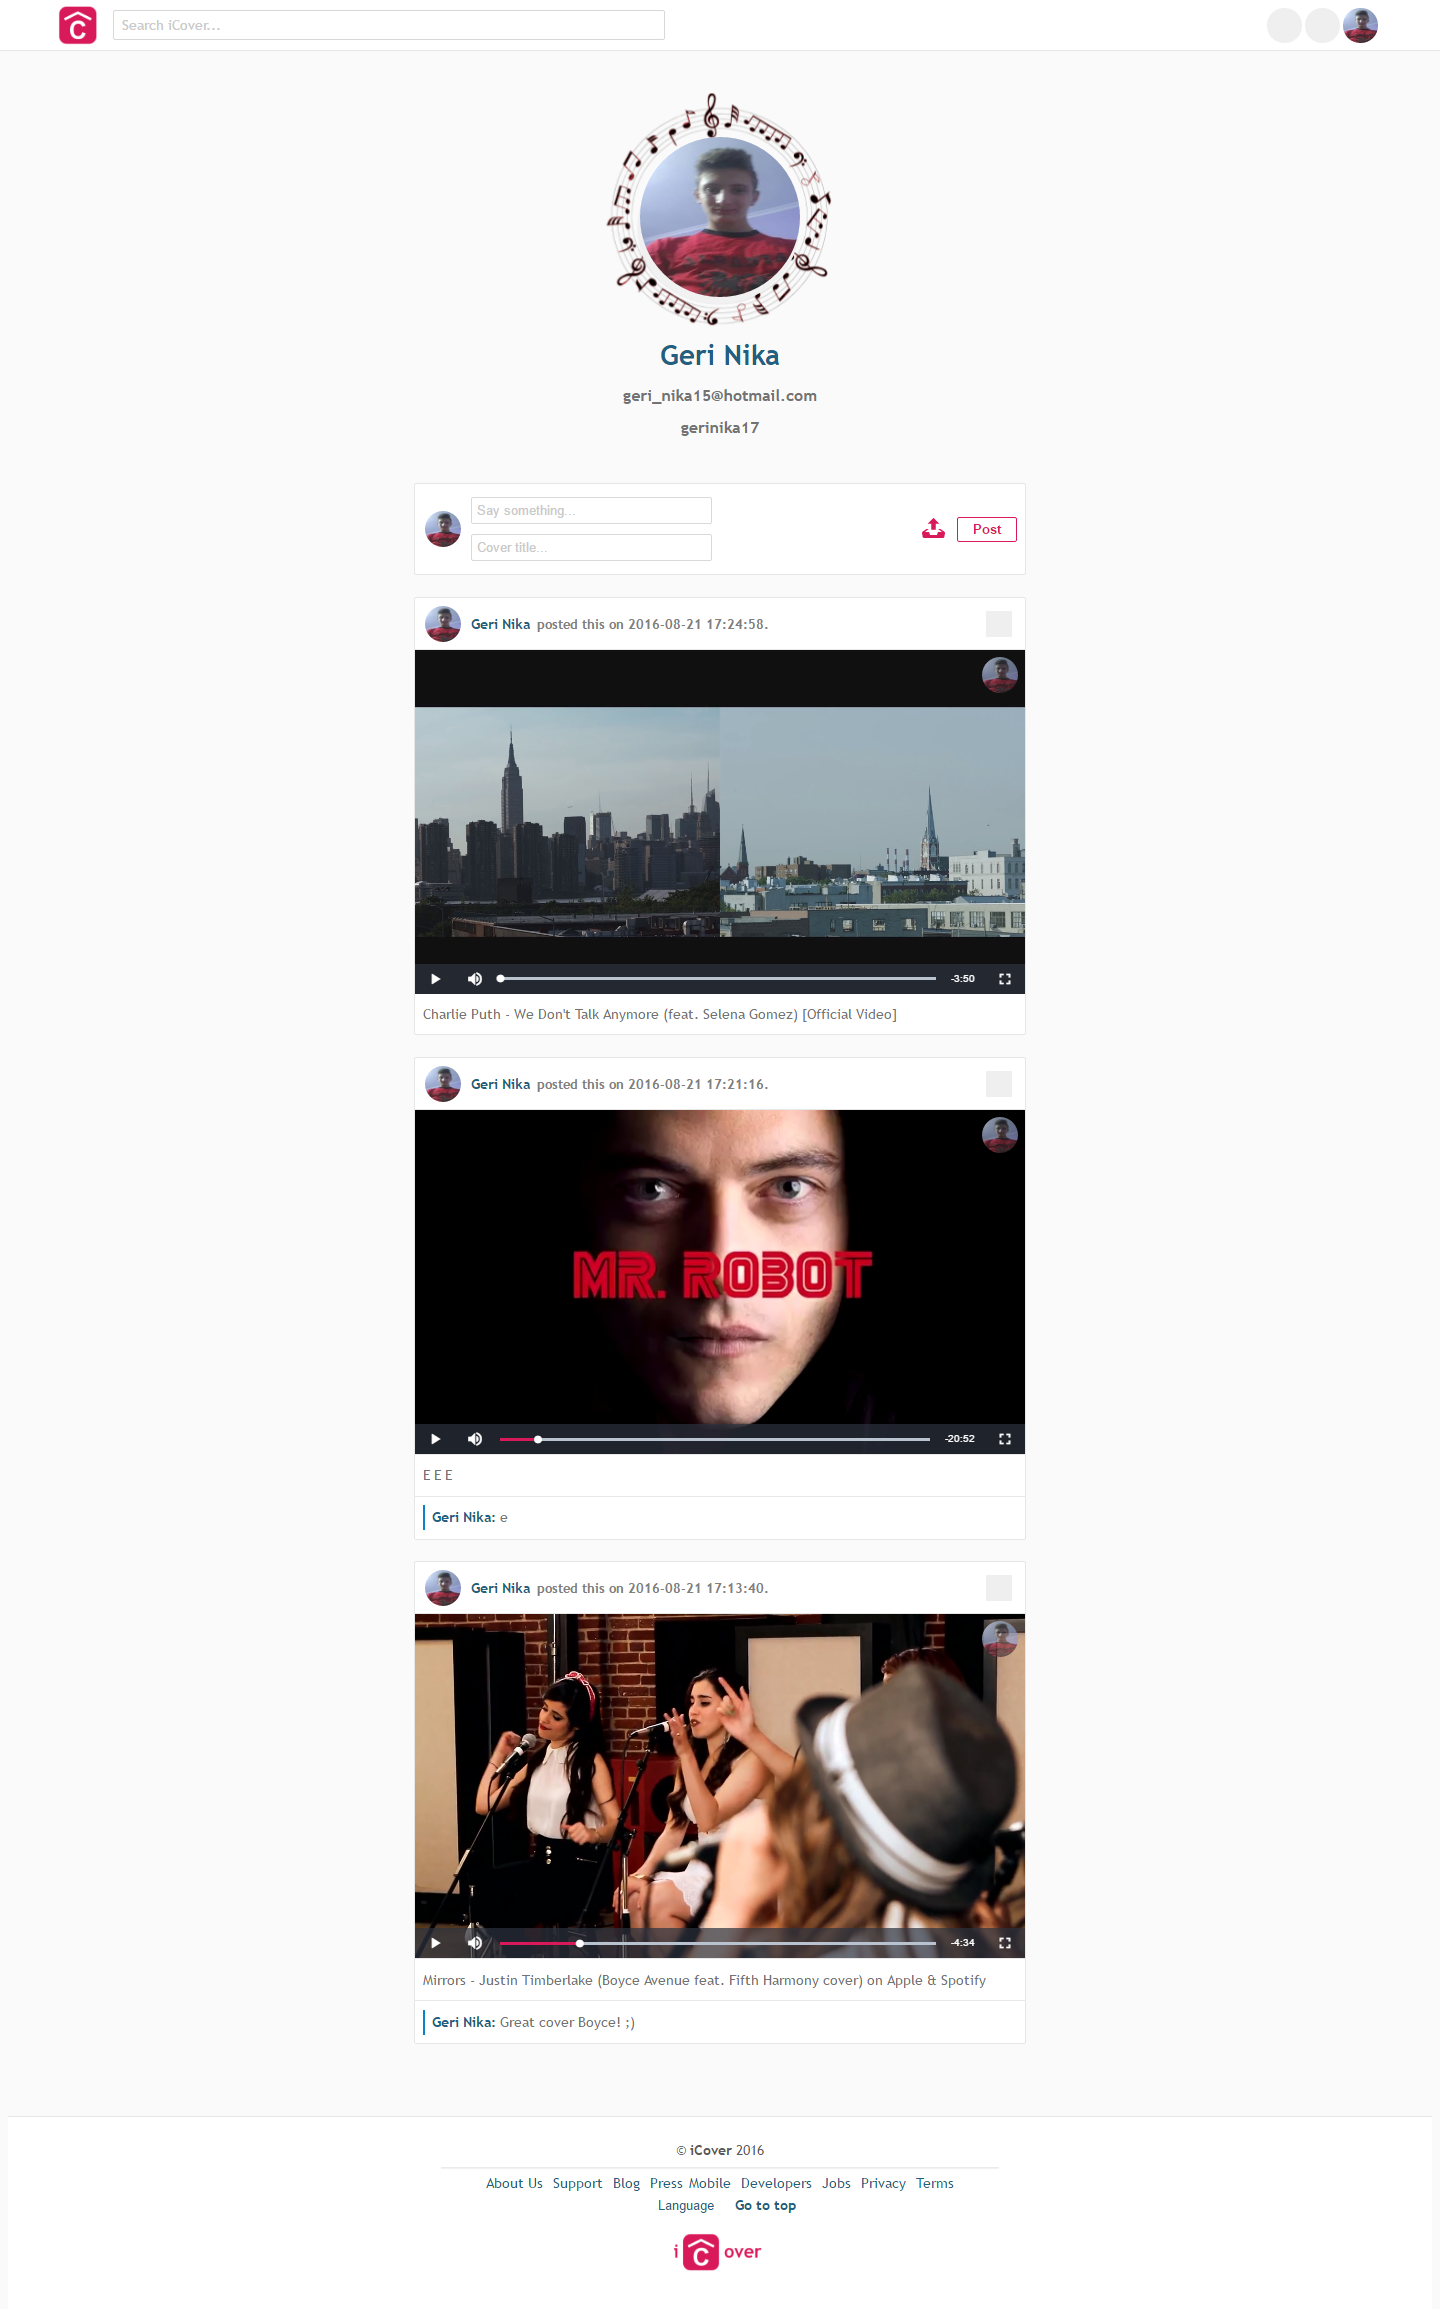 C
Search iCover...
Geri Nika
geri_nika15@hotmail.com
gerinika17
Say something...
Cover title...
Post
Geri Nika posted this on 2016-08-21 17:24:58.
-3:50
Charlie Puth - We Don't Talk Anymore (feat. Selena Gomez) [Official Video]
Geri Nika posted this on 2016-08-21 17:21:16.
MR. ROBOT
-20:52
E E E
Geri Nika: e
Geri Nika posted this on 2016-08-21 17:13:40.
-4:34
Mirrors - Justin Timberlake (Boyce Avenue feat. Fifth Harmony cover) on Apple & Spotify
Geri Nika: Great cover Boyce! ;)
© iCover 2016
About Us Support Blog Press Mobile Developers Jobs Privacy Terms
Language Go to top
i C over